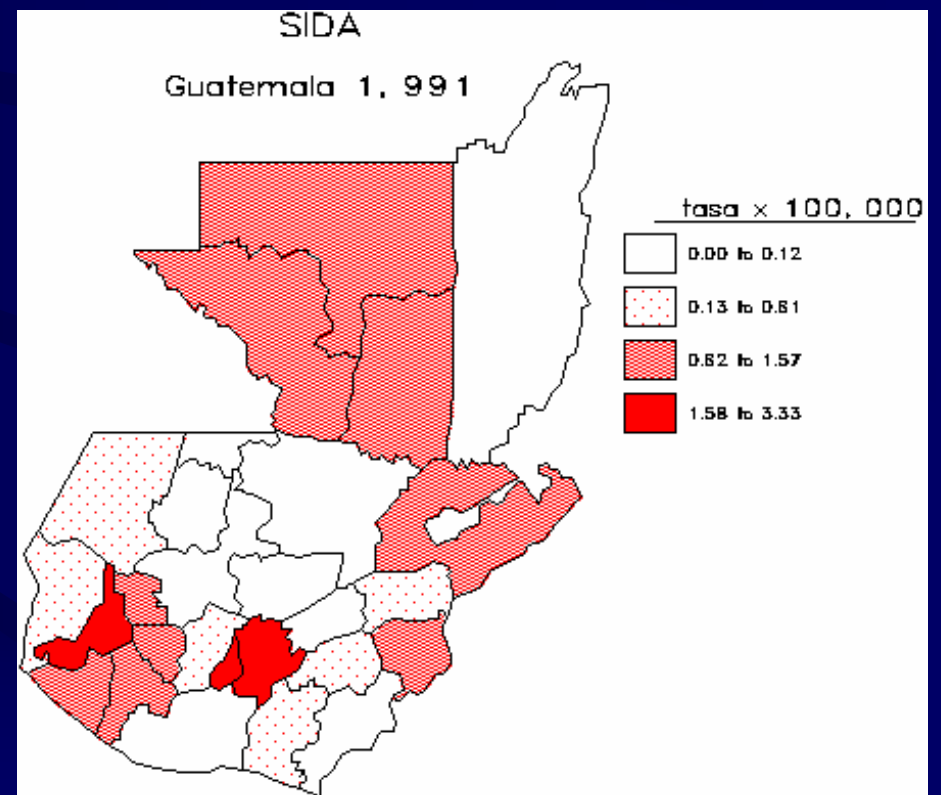 SIDA
Guatemala 1, 991
tasa × 100, 000
0.00 to 0.12
0.13 to 0.61
0.62 to 1.57
1.58 to 3.33